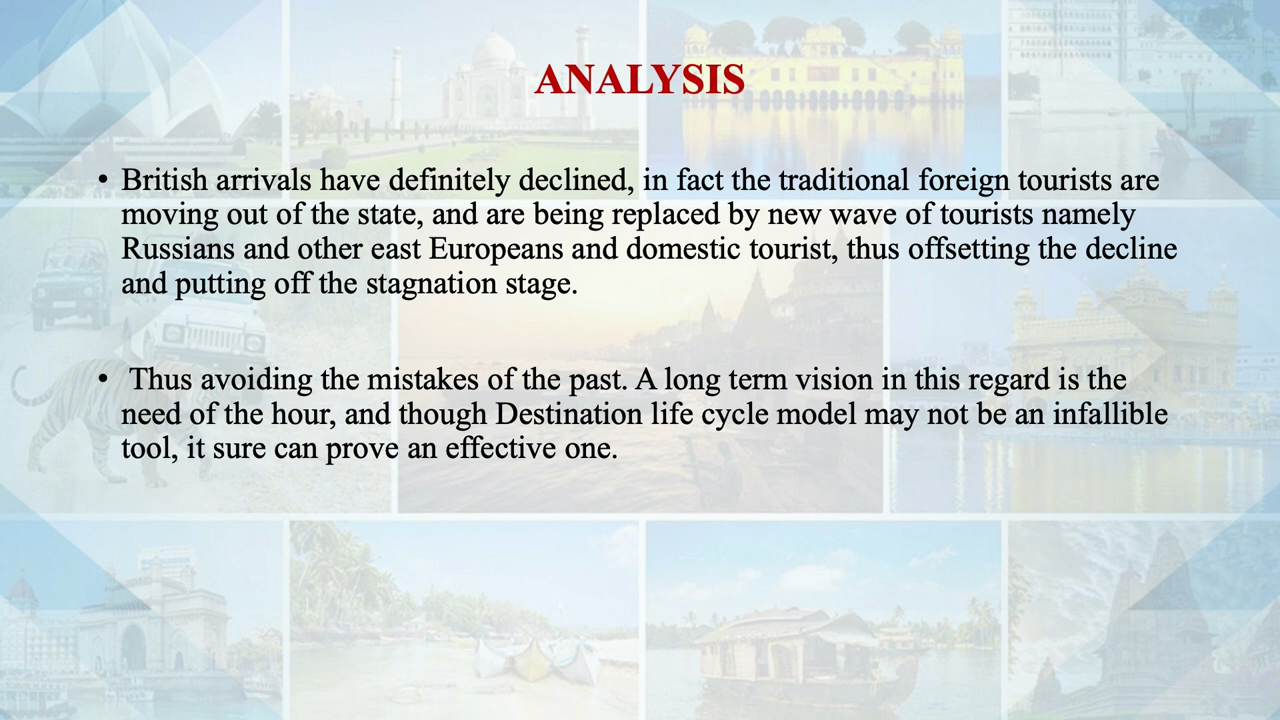 ANALYSIS
• British arrivals have definitely declined, in fact the traditional foreign tourists are
moving out of the state, and are being replaced by new wave of tourists namely
Russians and other east Europeans and domestic tourist, thus offsetting the decline
and putting off the stagnation stage.
• Thus avoiding the mistakes of the past. A long term vision in this regard is the
need of the hour, and though Destination life cycle model may not be an infallible
tool, it sure can prove an effective one.